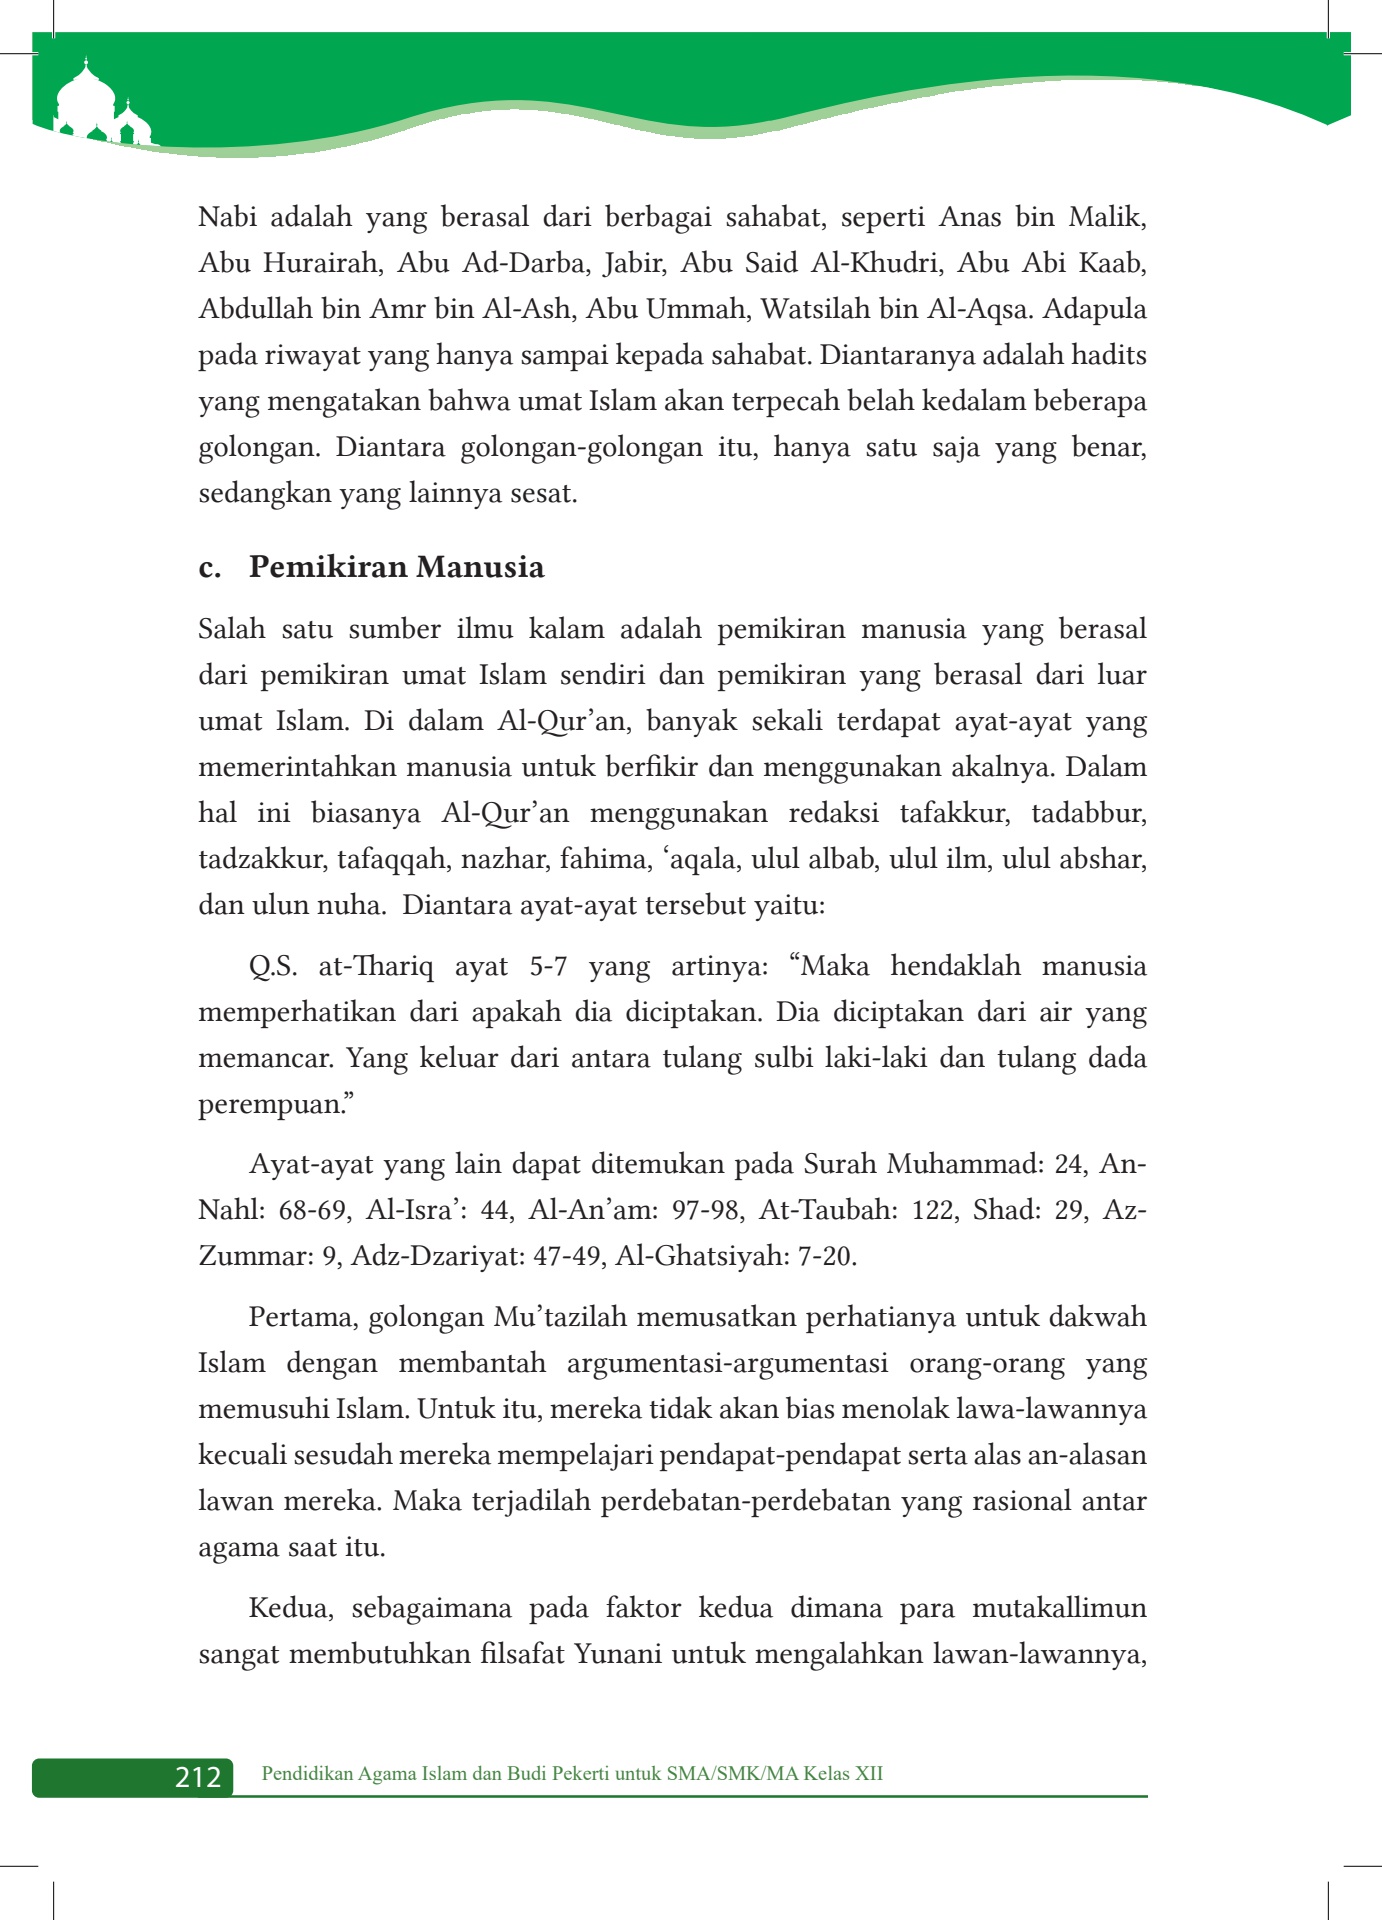 Nabi adalah yang berasal dari berbagai sahabat, seperti Anas bin Malik,
Abu Hurairah, Abu Ad-Darba, Jabir, Abu Said Al-Khudri, Abu Abi Kaab,
Abdullah bin Amr bin Al-Ash, Abu Ummah, Watsilah bin Al-Aqsa. Adapula
pada riwayat yang hanya sampai kepada sahabat. Diantaranya adalah hadits
yang mengatakan bahwa umat Islam akan terpecah belah kedalam beberapa
golongan. Diantara golongan-golongan itu, hanya satu saja yang benar,
sedangkan yang lainnya sesat.
c. Pemikiran Manusia
Salah satu sumber ilmu kalam adalah pemikiran manusia yang berasal
dari pemikiran umat Islam sendiri dan pemikiran yang berasal dari luar
umat Islam. Di dalam Al-Qur’an, banyak sekali terdapat ayat-ayat yang
memerintahkan manusia untuk berfikir dan menggunakan akalnya. Dalam
hal ini biasanya Al-Qur’an menggunakan redaksi tafakkur, tadabbur,
tadzakkur, tafaqqah, nazhar, fahima, ‘aqala, ulul albab, ulul ilm, ulul abshar,
dan ulun nuha. Diantara ayat-ayat tersebut yaitu:
Q.S. at-Thariq ayat 5-7 yang artinya: “Maka hendaklah manusia
memperhatikan dari apakah dia diciptakan. Dia diciptakan dari air yang
memancar. Yang keluar dari antara tulang sulbi laki-laki dan tulang dada
perempuan.”
Ayat-ayat yang lain dapat ditemukan pada Surah Muhammad: 24, An-
Nahl: 68-69, Al-Isra’: 44, Al-An’am: 97-98, At-Taubah: 122, Shad: 29, Az-
Zummar: 9, Adz-Dzariyat: 47-49, Al-Ghatsiyah: 7-20.
Pertama, golongan Mu’tazilah memusatkan perhatianya untuk dakwah
Islam dengan membantah argumentasi-argumentasi orang-orang yang
memusuhi Islam. Untuk itu, mereka tidak akan bias menolak lawa-lawannya
kecuali sesudah mereka mempelajari pendapat-pendapat serta alas an-alasan
lawan mereka. Maka terjadilah perdebatan-perdebatan yang rasional antar
agama saat itu.
Kedua, sebagaimana pada faktor kedua dimana para mutakallimun
sangat membutuhkan filsafat Yunani untuk mengalahkan lawan-lawannya,
212 Pendidikan Agama Islam dan Budi Pekerti untuk SMA/SMK/MA Kelas XII